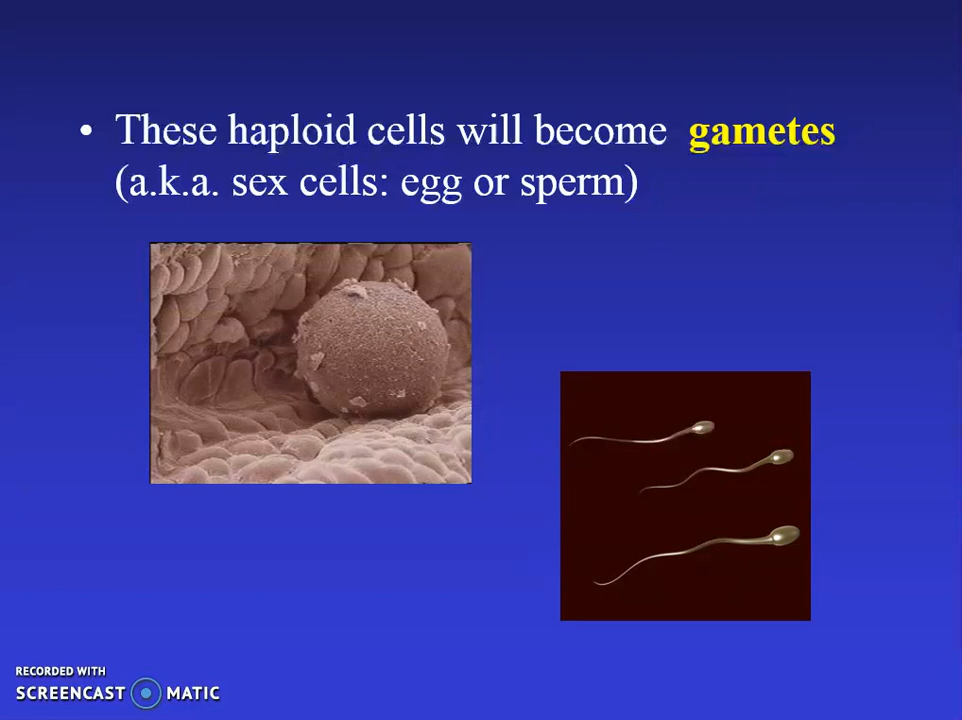 • These haploid cells will become gametes
(a.k.a. sex cells: egg or sperm)
RECORDED WITH
SCREENCAST MATIC